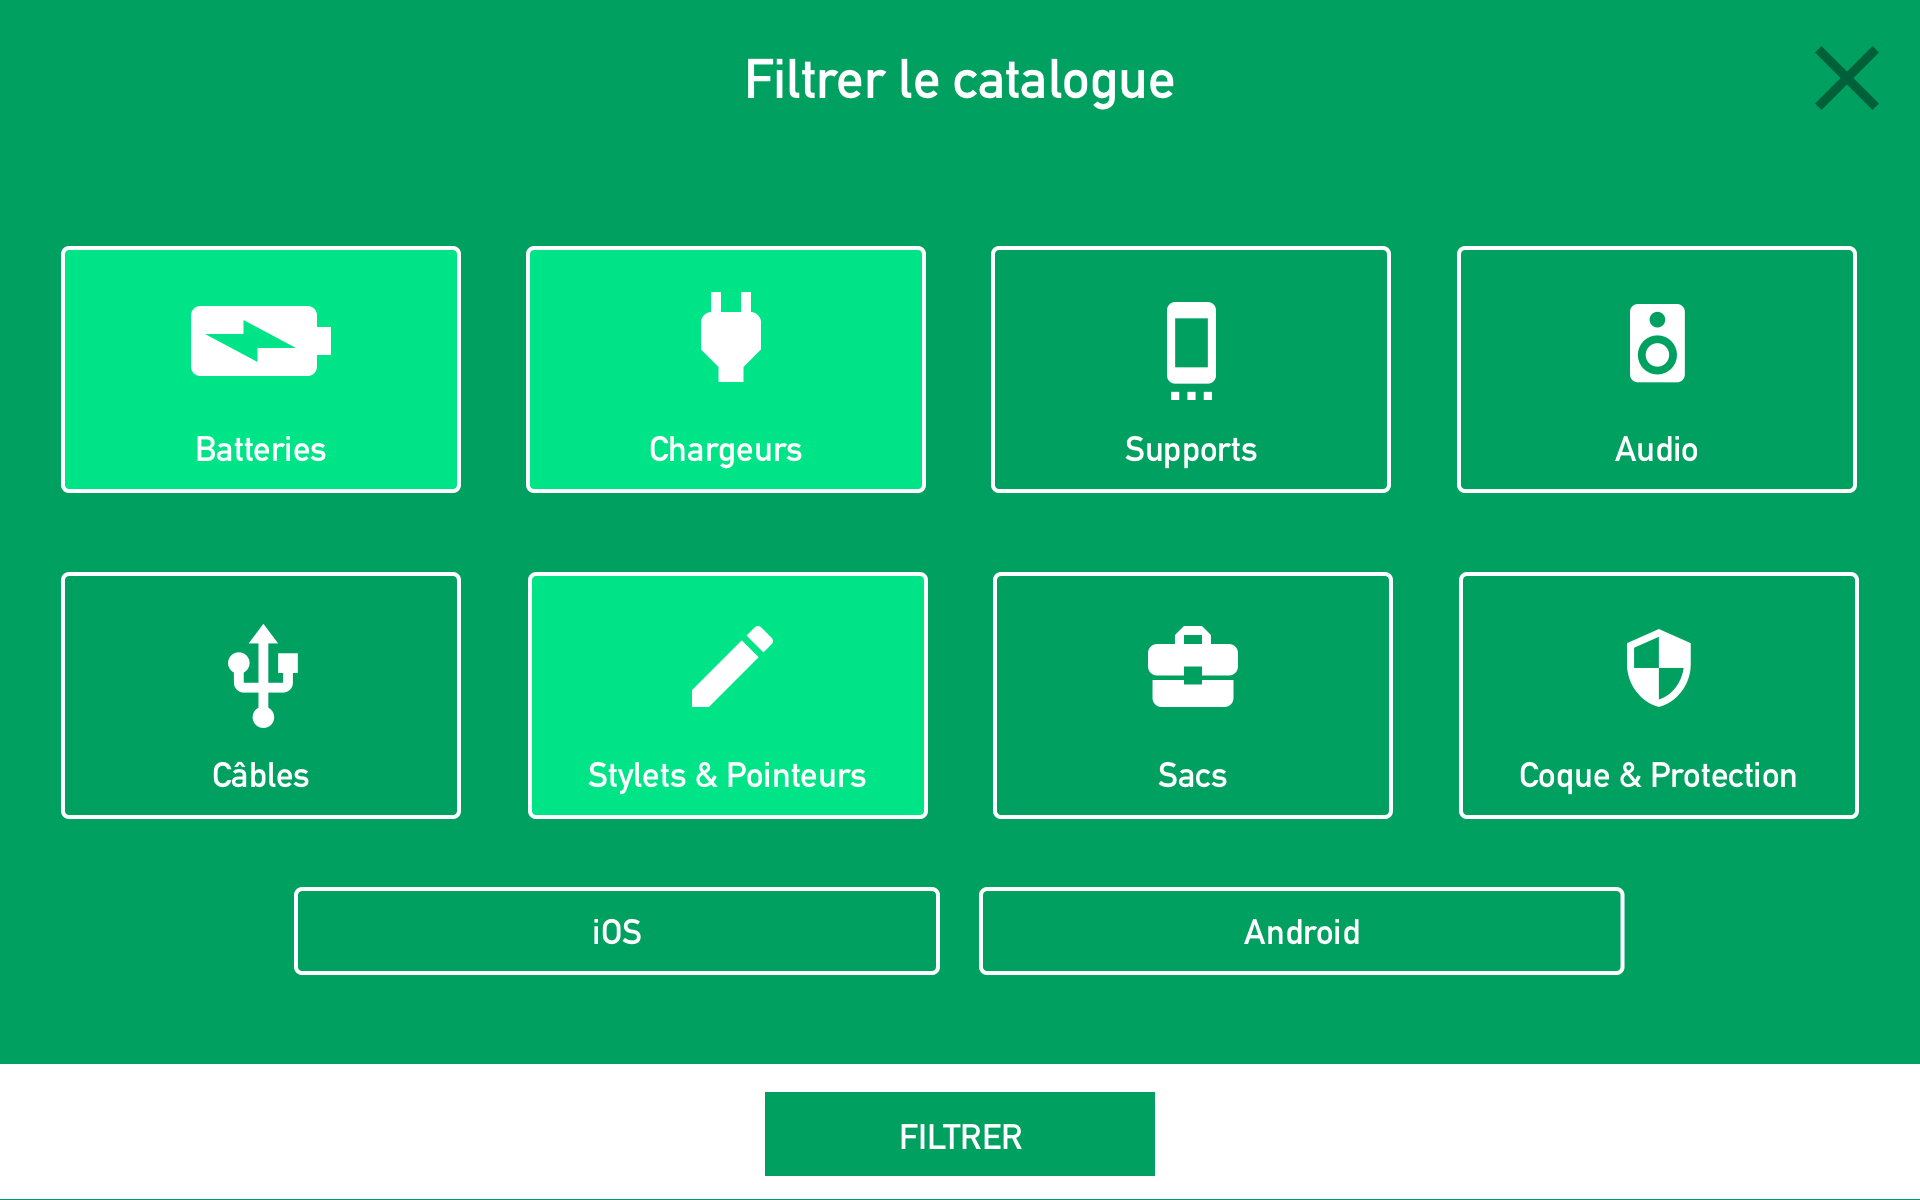 Filtrer le catalogue
Batteries
Chargeurs
Supports
Audio
Câbles
Stylets & Pointeurs
Sacs
Coque & Protection
iOS
Android
FILTRER